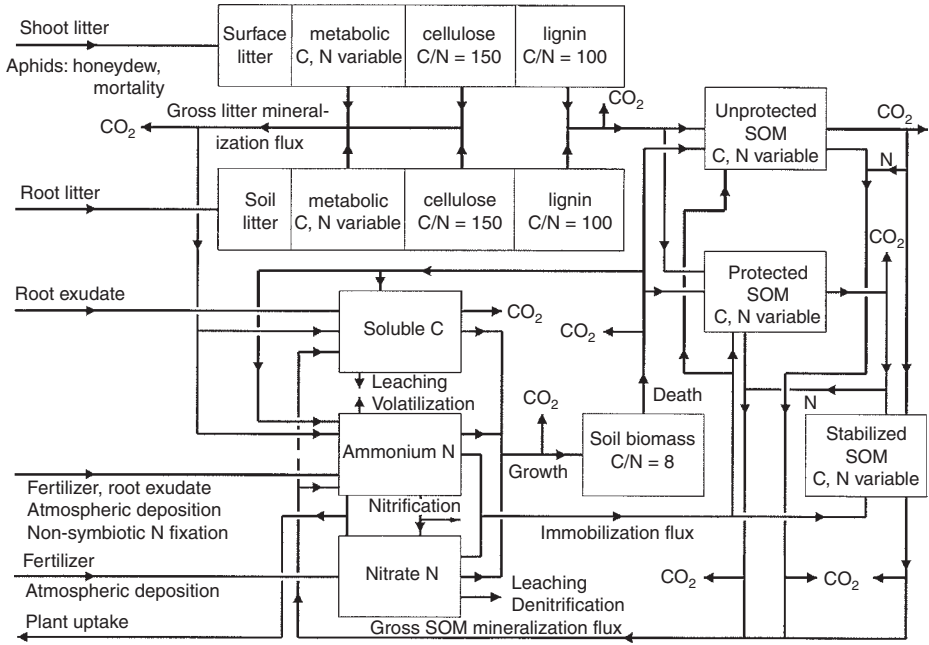 Shoot litter
Aphids: honeydew,
mortality
Surface
litter
metabolic
C, N variable
cellulose
C/N = 150
lignin
C/N = 100
CO₂
Gross litter mineral-
ization flux
CO₂
Unprotected
SOM
C, N variable
CO₂
N
Root litter
Soil
litter
metabolic
C, N variable
cellulose
C/N = 150
lignin
C/N = 100
CO₂
Protected
SOM
C, N variable
Root exudate
Soluble C
CO₂
CO₂
Leaching
Volatilization
CO₂
Death
N
Ammonium N
Growth
Soil biomass
C/N = 8
Stabilized
SOM
C, N variable
Fertilizer, root exudate
Atmospheric deposition
Non-symbiotic N fixation
Nitrification
Immobilization flux
Fertilizer
Atmospheric deposition
Nitrate N
Leaching
Denitrification
CO₂
CO₂
Plant uptake
Gross SOM mineralization flux